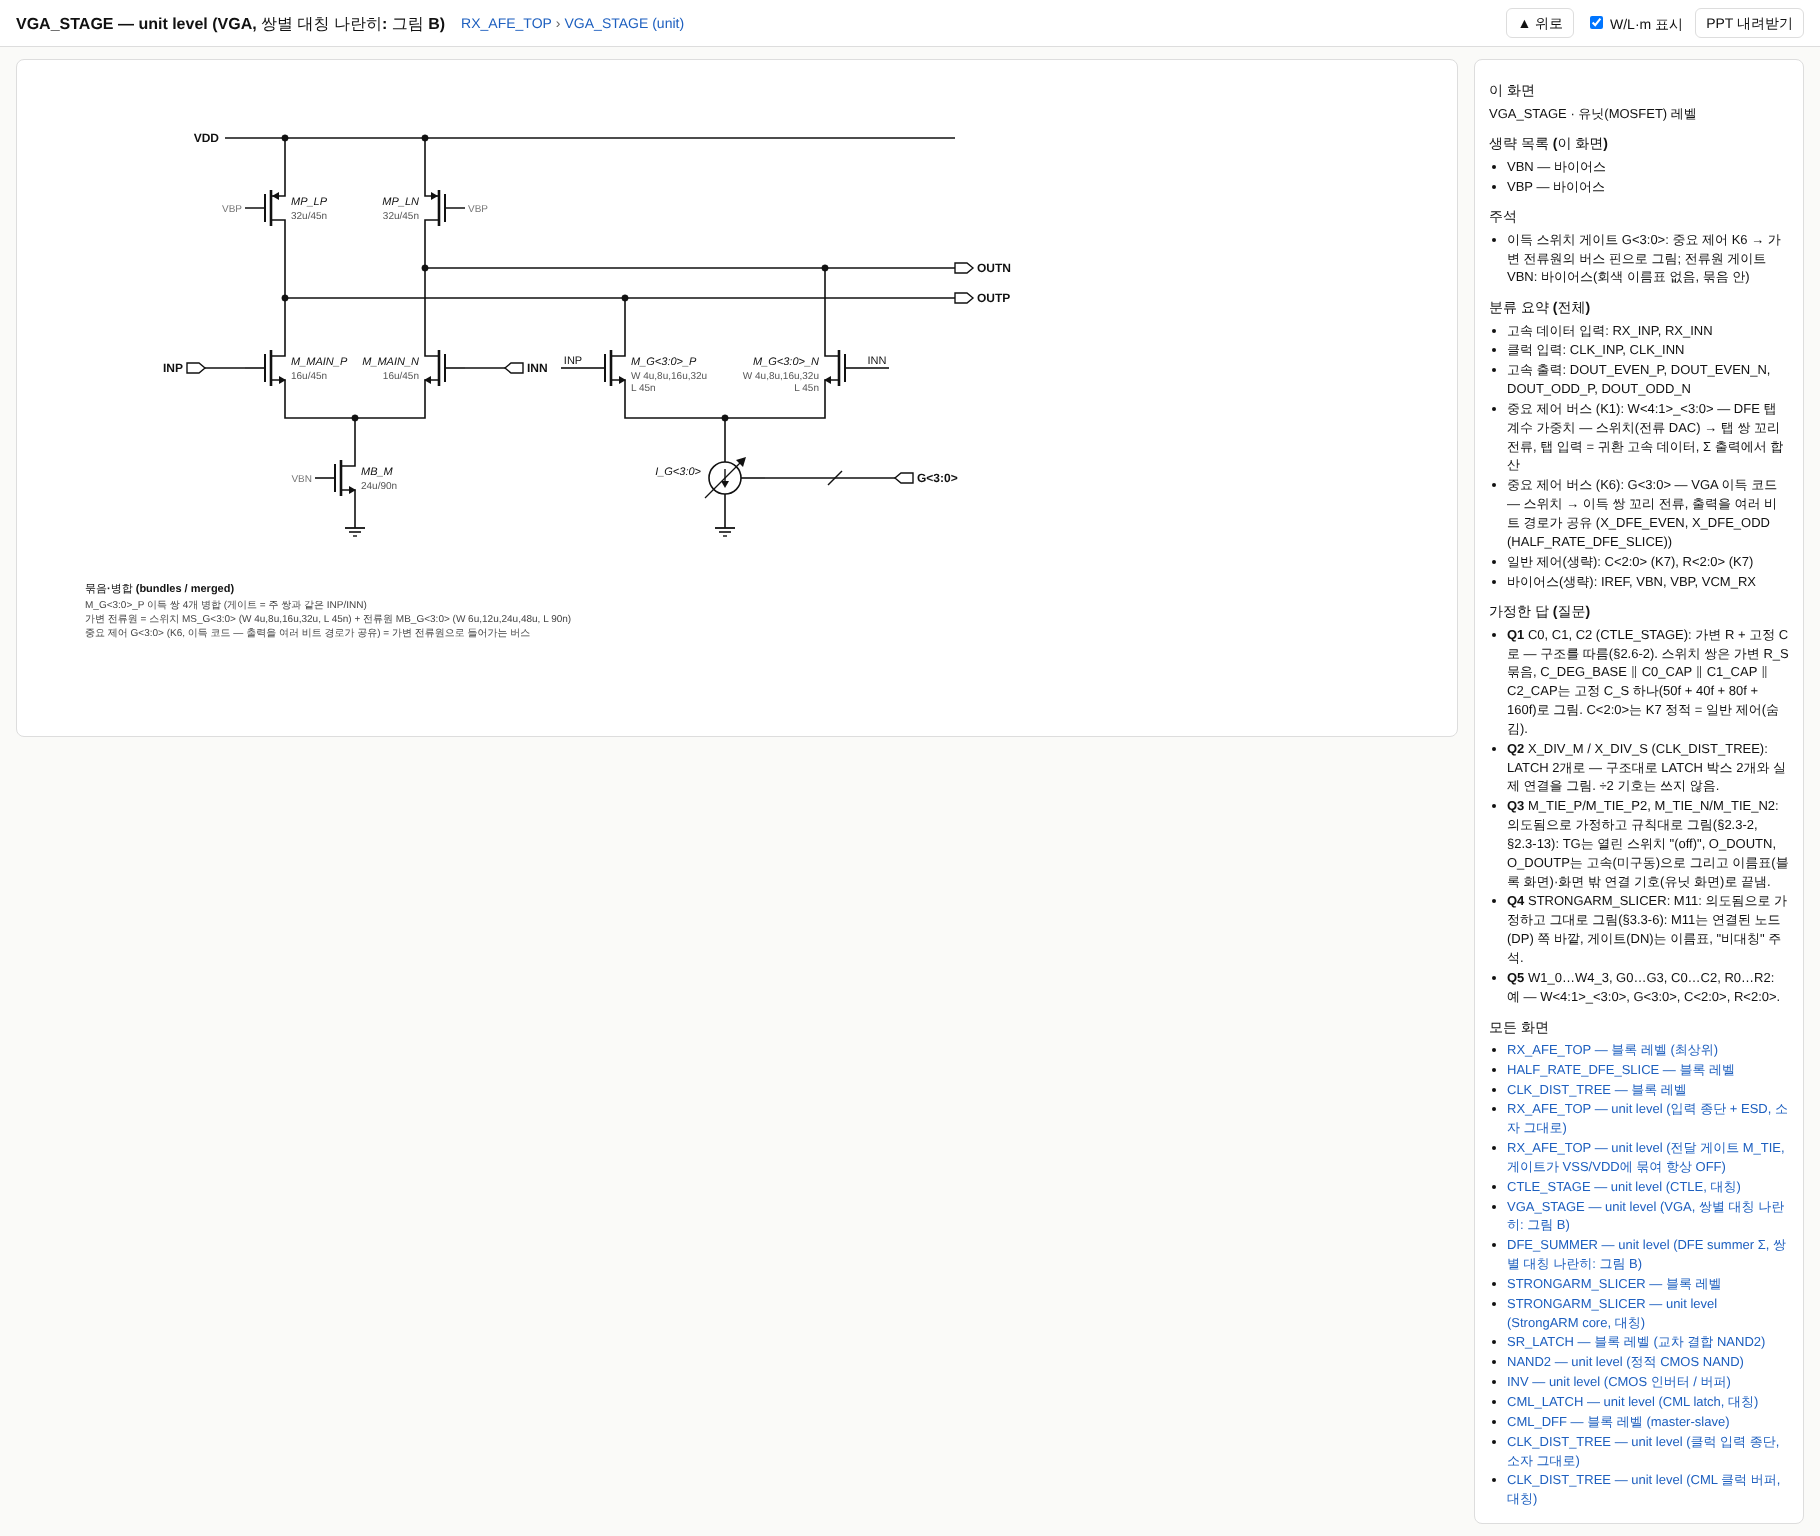 VGA_STAGE — unit level (VGA, 쌍별 대칭 나란히: 그림 B) RX_AFE_TOP › VGA_STAGE (unit) ▲ 위로 W/L·m 표시 PPT 내려받기
VDD
VBP
MP_LP
32u/45n
MP_LN
32u/45n
VBP
OUTN
OUTP
INP
M_MAIN_P
16u/45n
M_MAIN_N
16u/45n
INN
INP
M_G<3:0>_P
W 4u,8u,16u,32u
L 45n
M_G<3:0>_N
W 4u,8u,16u,32u
L 45n
INN
VBN
MB_M
24u/90n
I_G<3:0>
G<3:0>
묶음·병합 (bundles / merged)
M_G<3:0>_P 이득 쌍 4개 병합 (게이트 = 주 쌍과 같은 INP/INN)
가변 전류원 = 스위치 MS_G<3:0> (W 4u,8u,16u,32u, L 45n) + 전류원 MB_G<3:0> (W 6u,12u,24u,48u, L 90n)
중요 제어 G<3:0> (K6, 이득 코드 — 출력을 여러 비트 경로가 공유) = 가변 전류원으로 들어가는 버스
이 화면
VGA_STAGE · 유닛(MOSFET) 레벨
생략 목록 (이 화면)
• VBN — 바이어스
• VBP — 바이어스
주석
• 이득 스위치 게이트 G<3:0>: 중요 제어 K6 → 가
변 전류원의 버스 핀으로 그림; 전류원 게이트
VBN: 바이어스(회색 이름표 없음, 묶음 안)
분류 요약 (전체)
• 고속 데이터 입력: RX_INP, RX_INN
• 클럭 입력: CLK_INP, CLK_INN
• 고속 출력: DOUT_EVEN_P, DOUT_EVEN_N,
DOUT_ODD_P, DOUT_ODD_N
• 중요 제어 버스 (K1): W<4:1>_<3:0> — DFE 탭
계수 가중치 — 스위치(전류 DAC) → 탭 쌍 꼬리
전류, 탭 입력 = 귀환 고속 데이터, Σ 출력에서 합
산
• 중요 제어 버스 (K6): G<3:0> — VGA 이득 코드
— 스위치 → 이득 쌍 꼬리 전류, 출력을 여러 비
트 경로가 공유 (X_DFE_EVEN, X_DFE_ODD
(HALF_RATE_DFE_SLICE))
• 일반 제어(생략): C<2:0> (K7), R<2:0> (K7)
• 바이어스(생략): IREF, VBN, VBP, VCM_RX
가정한 답 (질문)
• Q1 C0, C1, C2 (CTLE_STAGE): 가변 R + 고정 C
로 — 구조를 따름(§2.6-2). 스위치 쌍은 가변 R_S
묶음, C_DEG_BASE ∥ C0_CAP ∥ C1_CAP ∥
C2_CAP는 고정 C_S 하나(50f + 40f + 80f +
160f)로 그림. C<2:0>는 K7 정적 = 일반 제어(숨
김).
• Q2 X_DIV_M / X_DIV_S (CLK_DIST_TREE):
LATCH 2개로 — 구조대로 LATCH 박스 2개와 실
제 연결을 그림. ÷2 기호는 쓰지 않음.
• Q3 M_TIE_P/M_TIE_P2, M_TIE_N/M_TIE_N2:
의도됨으로 가정하고 규칙대로 그림(§2.3-2,
§2.3-13): TG는 열린 스위치 "(off)", O_DOUTN,
O_DOUTP는 고속(미구동)으로 그리고 이름표(블
록 화면)·화면 밖 연결 기호(유닛 화면)로 끝냄.
• Q4 STRONGARM_SLICER: M11: 의도됨으로 가
정하고 그대로 그림(§3.3-6): M11는 연결된 노드
(DP) 쪽 바깥, 게이트(DN)는 이름표, "비대칭" 주
석.
• Q5 W1_0…W4_3, G0…G3, C0…C2, R0…R2:
예 — W<4:1>_<3:0>, G<3:0>, C<2:0>, R<2:0>.
모든 화면
• RX_AFE_TOP — 블록 레벨 (최상위)
• HALF_RATE_DFE_SLICE — 블록 레벨
• CLK_DIST_TREE — 블록 레벨
• RX_AFE_TOP — unit level (입력 종단 + ESD, 소
자 그대로)
• RX_AFE_TOP — unit level (전달 게이트 M_TIE,
게이트가 VSS/VDD에 묶여 항상 OFF)
• CTLE_STAGE — unit level (CTLE, 대칭)
• VGA_STAGE — unit level (VGA, 쌍별 대칭 나란
히: 그림 B)
• DFE_SUMMER — unit level (DFE summer Σ, 쌍
별 대칭 나란히: 그림 B)
• STRONGARM_SLICER — 블록 레벨
• STRONGARM_SLICER — unit level
(StrongARM core, 대칭)
• SR_LATCH — 블록 레벨 (교차 결합 NAND2)
• NAND2 — unit level (정적 CMOS NAND)
• INV — unit level (CMOS 인버터 / 버퍼)
• CML_LATCH — unit level (CML latch, 대칭)
• CML_DFF — 블록 레벨 (master-slave)
• CLK_DIST_TREE — unit level (클럭 입력 종단,
소자 그대로)
• CLK_DIST_TREE — unit level (CML 클럭 버퍼,
대칭)